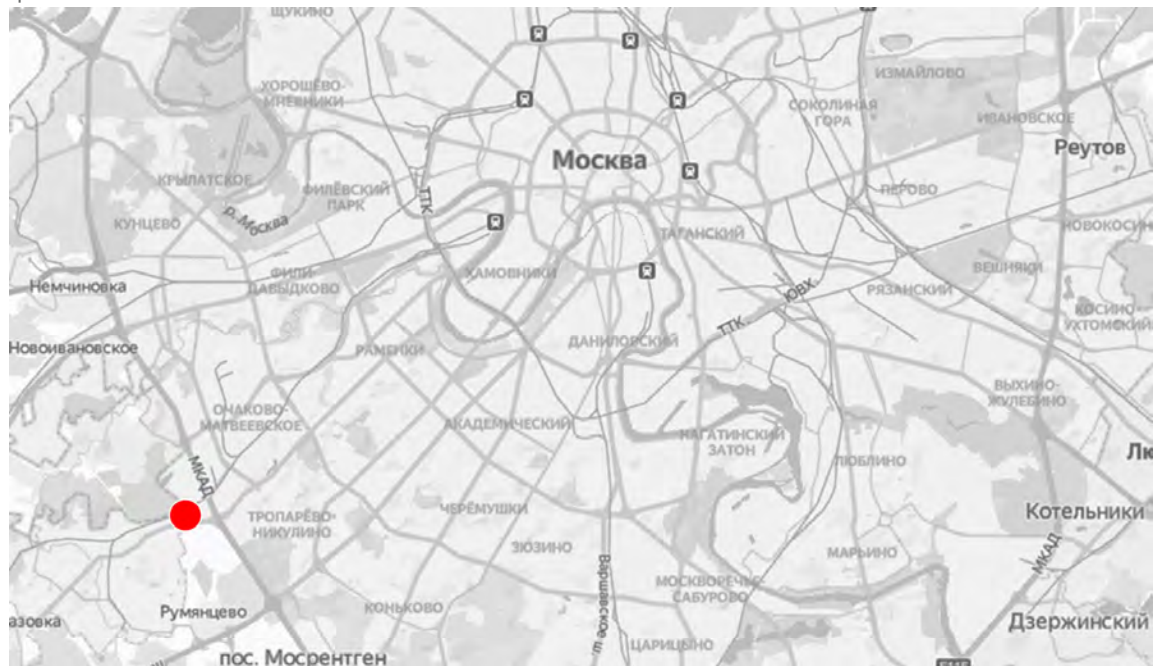 ЩУКИНО
ИЗМАЙЛОВО
ХОРОШЁВО-
МНЕВНИКИ
СОКОЛИНАЯ
ГОРА
ИВАНОВСКОЕ
Реутов
Москва
КРЫЛАТСКОЕ
ФИЛЁВСКИЙ
ПАРК
ТТК
ПЕРОВО
р. Москва
КУНЦЕВО
ТАГАНСКИЙ
НОВОКОСИНО
ФИЛИ-
ДАВЫДКОВО
ХАМОВНИКИ
ВЕШНЯКИ
Немчиновка
ЮВХ.
РЯЗАНСКИЙ
ТТК
КОСИНО-
УХТОМСКИЙ
Новоивановское
РАМЕНКИ
ДАНИЛОВСКИЙ
ВЫХИНО-
ЖУЛЕБИНО
ОЧАКОВО-
МАТВЕЕВСКОЕ
АКАДЕМИЧЕСКИЙ
НАГАТИНСКИЙ
ЗАТОН
Лю
ЛЮБЛИНО
МКАД
ЧЕРЁМУШКИ
Котельники
ТРОПАРЁВО-
НИКУЛИНО
ЗЮЗИНО
МАРЬИНО
МКАД
Варшавское ш.
МОСКВОРЕЧЬЕ-
САБУРОВО
Румянцево
КОНЬКОВО
азовка
Дзержинский
ЦАРИЦЫНО
пос. Мосрентген